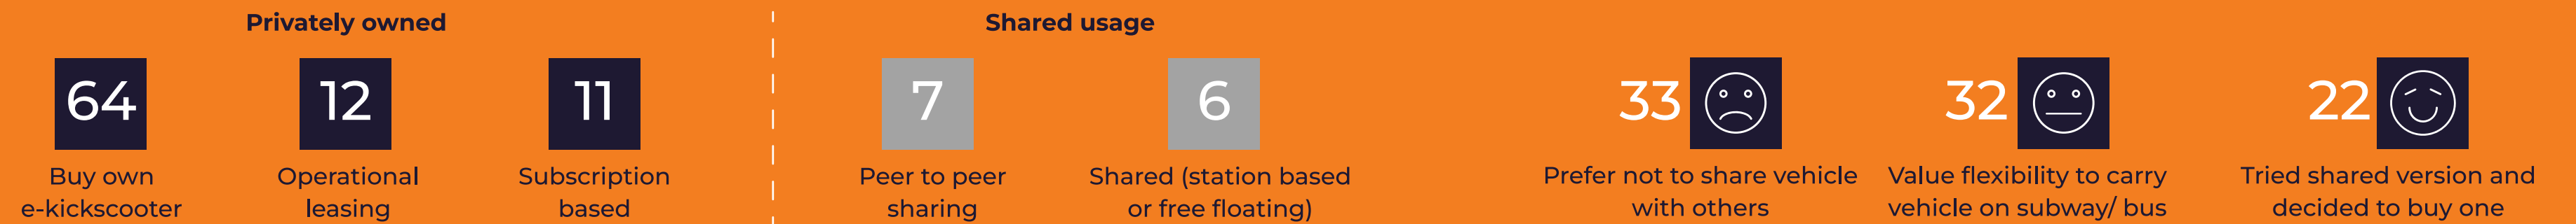 Privately owned
Shared usage
64
12
11
7
6
33
32
22
Buy own
e-kickscooter
Operational
leasing
Subscription
based
Peer to peer
sharing
Shared (station based
or free floating)
Prefer not to share vehicle
with others
Value flexibility to carry
vehicle on subway/ bus
Tried shared version and
decided to buy one